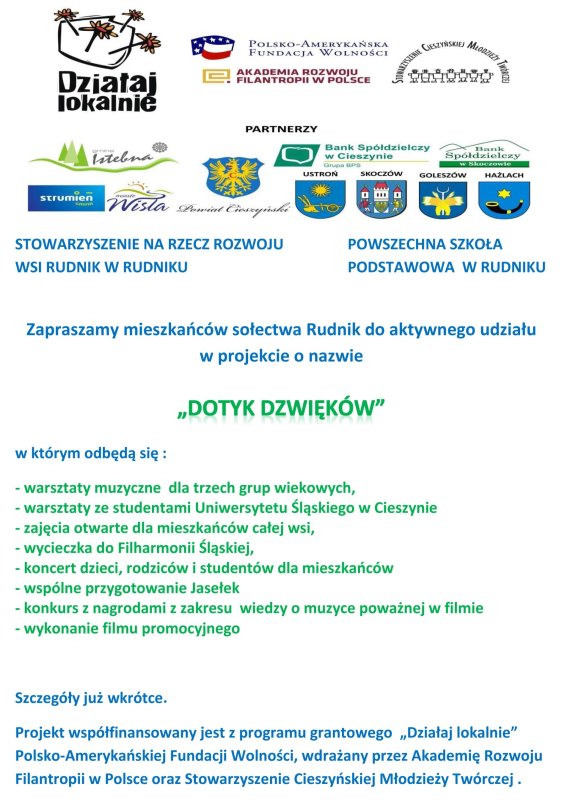 Działaj
lokalnie
POLSKO-AMERYKAŃSKA
FUNDACJA WOLNOŚCI
AKADEMIA ROZWOJU
FILANTROPII W POLSCE
STOWARZYSZENIE CIESZYŃSKIEJ MŁODZIEŻY TWÓRCZEJ
PARTNERZY
gmina
Istebna
Bank Spółdzielczy
w Cieszynie
Grupa BPS
Bank
Spółdzielczy
w Skoczowie
strumień
Wisła
Powiat Cieszyński
USTROŃ
SKOCZÓW
GOLESZÓW
HAŻLACH
STOWARZYSZENIE NA RZECZ ROZWOJU
WSI RUDNIK W RUDNIKU
POWSZECHNA SZKOŁA
PODSTAWOWA W RUDNIKU
Zapraszamy mieszkańców sołectwa Rudnik do aktywnego udziału
w projekcie o nazwie
„DOTYK DZWIĘKÓW”
w którym odbędą się :
- warsztaty muzyczne dla trzech grup wiekowych,
- warsztaty ze studentami Uniwersytetu Śląskiego w Cieszynie
- zajęcia otwarte dla mieszkańców całej wsi,
- wycieczka do Filharmonii Śląskiej,
- koncert dzieci, rodziców i studentów dla mieszkańców
- wspólne przygotowanie Jasełek
- konkurs z nagrodami z zakresu wiedzy o muzyce poważnej w filmie
- wykonanie filmu promocyjnego
Szczegóły już wkrótce.
Projekt współfinansowany jest z programu grantowego „Działaj lokalnie”
Polsko-Amerykańskiej Fundacji Wolności, wdrażany przez Akademię Rozwoju
Filantropii w Polsce oraz Stowarzyszenie Cieszyńskiej Młodzieży Twórczej .